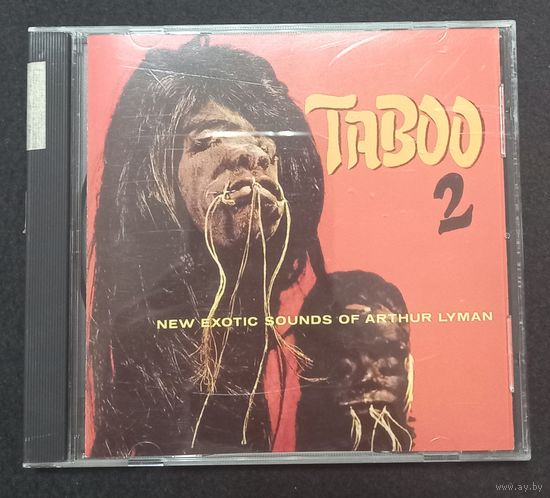 TABOO
2
NEW EXOTIC SOUNDS OF ARTHUR LYMAN
www.ay.by